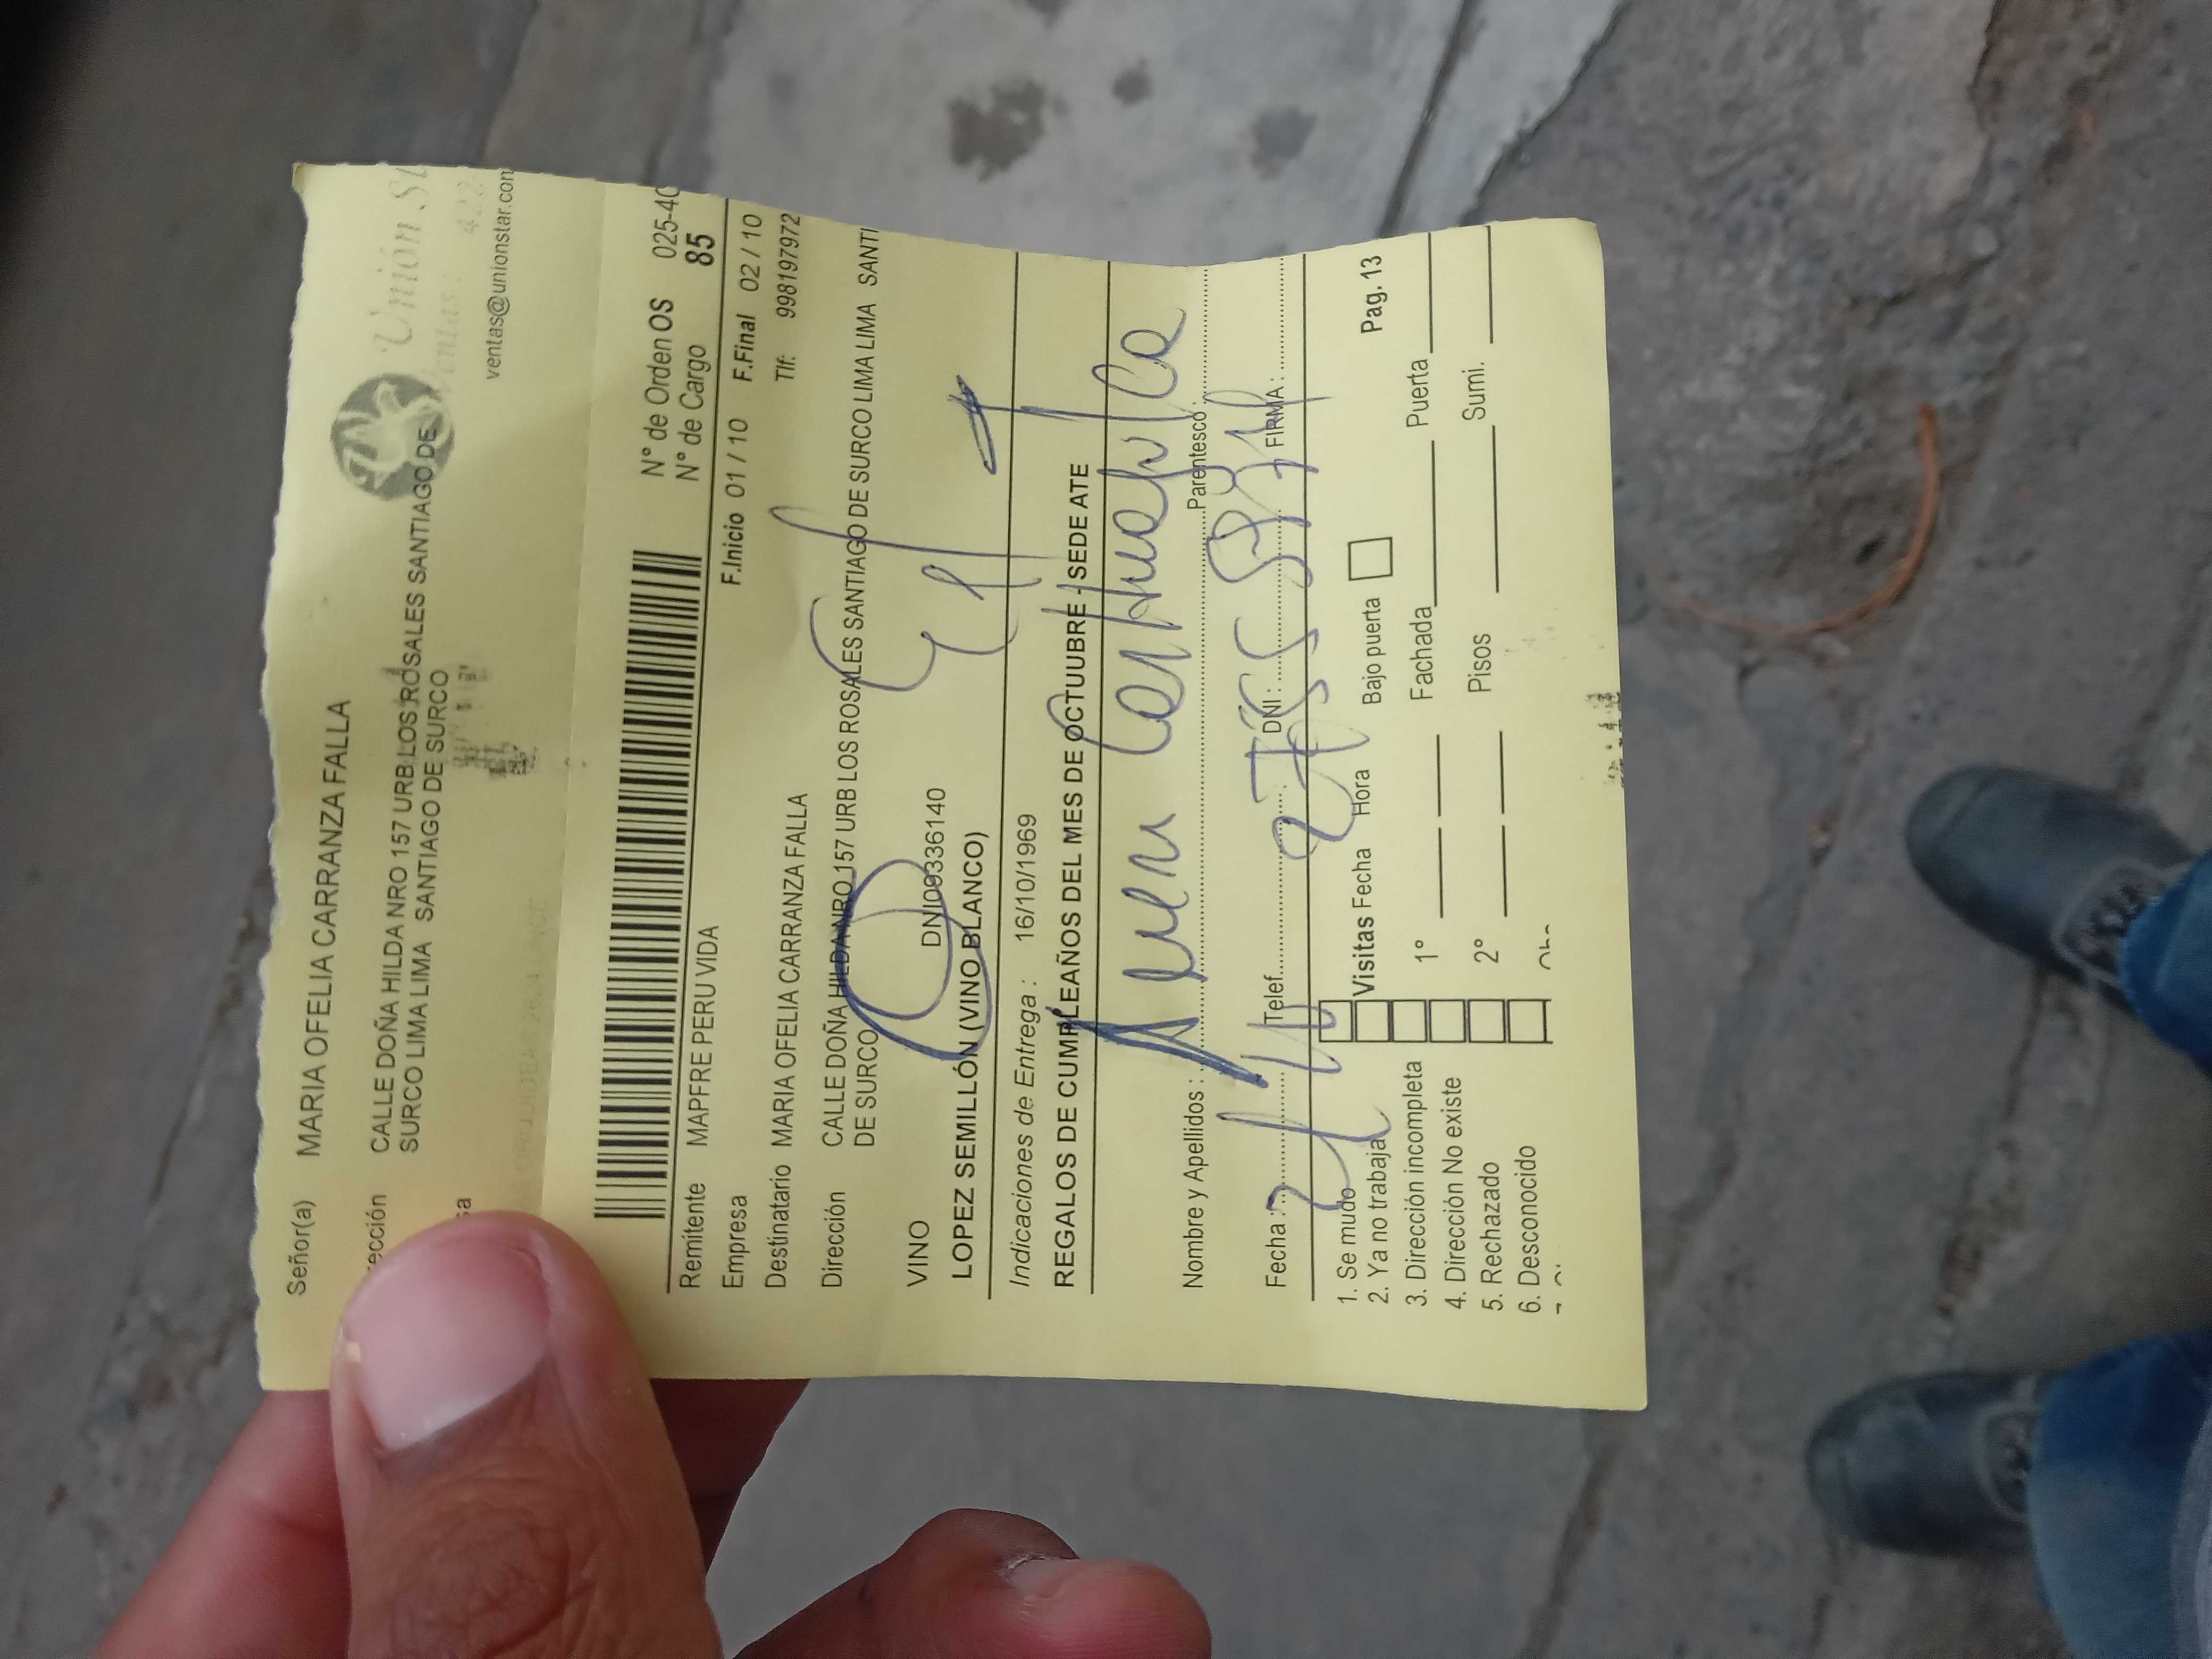 Señor(a) MARIA OFELIA CARRANZA FALLA
ección CALLE DOÑA HILDA NRO 157 URB LOS ROSALES SANTIAGO DE
SURCO LIMA LIMA SANTIAGO DE SURCO
sa
Unión
Ventas:
ventas@unionstar.com
N° de Orden OS 025-40
N° de Cargo 85
Remitente MAPFRE PERU VIDA
F.Inicio 01 / 10 F.Final 02 / 10
Empresa
Tlf: 998197972
Destinatario MARIA OFELIA CARRANZA FALLA
Dirección CALLE DOÑA HILDA NRO 157 URB LOS ROSALES SANTIAGO DE SURCO LIMA LIMA SANTI
DE SURCO
VINO DNI09336140
LOPEZ SEMILLÓN (VINO BLANCO)
Indicaciones de Entrega : 16/10/1969
REGALOS DE CUMPLEAÑOS DEL MES DE OCTUBRE - SEDE ATE
Nombre y Apellidos : Parentesco :
Fecha : Telef. : DNI : FIRMA :
1. Se mudo
2. Ya no trabaja
3. Dirección incompleta
4. Dirección No existe
5. Rechazado
6. Desconocido
Visitas Fecha Hora Bajo puerta Pag. 13
1° Fachada Puerta
2° Pisos Sumi.